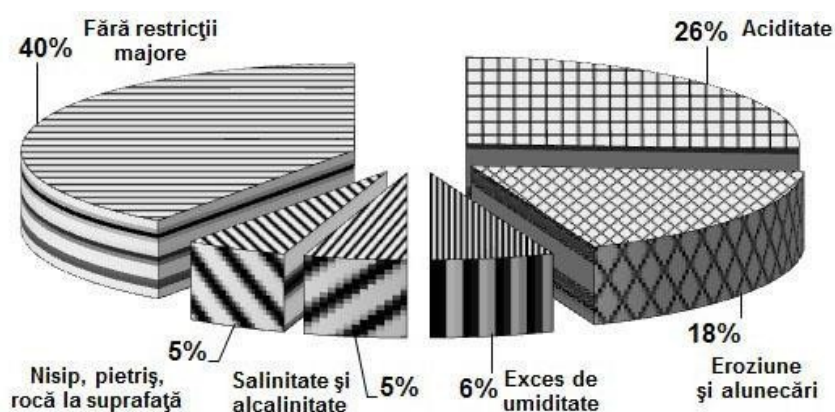 Fără restricţii
40% majore
26% Aciditate
18%
Eroziune
şi alunecări
6% Exces de
umiditate
5%
Salinitate şi
alcalinitate
5%
Nisip, pietriş,
rocă la suprafaţă